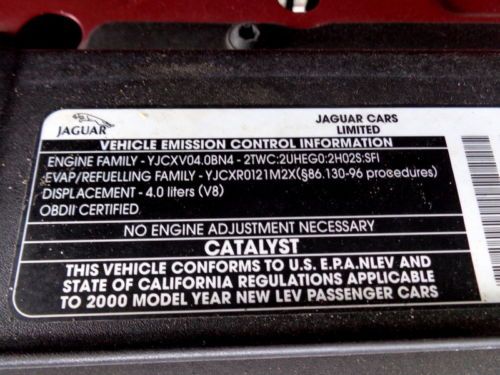 JAGUAR
JAGUAR CARS
LIMITED
VEHICLE EMISSION CONTROL INFORMATION
ENGINE FAMILY - YJCXV04.0BN4 - 2TWC:2UHEGO:2H02S:SFI
EVAP/REFUELLING FAMILY - YJCXR0121M2X(§86.130-96 procedures)
DISPLACEMENT - 4.0 liters (V8)
OBDII CERTIFIED
NO ENGINE ADJUSTMENT NECESSARY
CATALYST
THIS VEHICLE CONFORMS TO U.S. E.P.A.NLEV AND
STATE OF CALIFORNIA REGULATIONS APPLICABLE
TO 2000 MODEL YEAR NEW LEV PASSENGER CARS